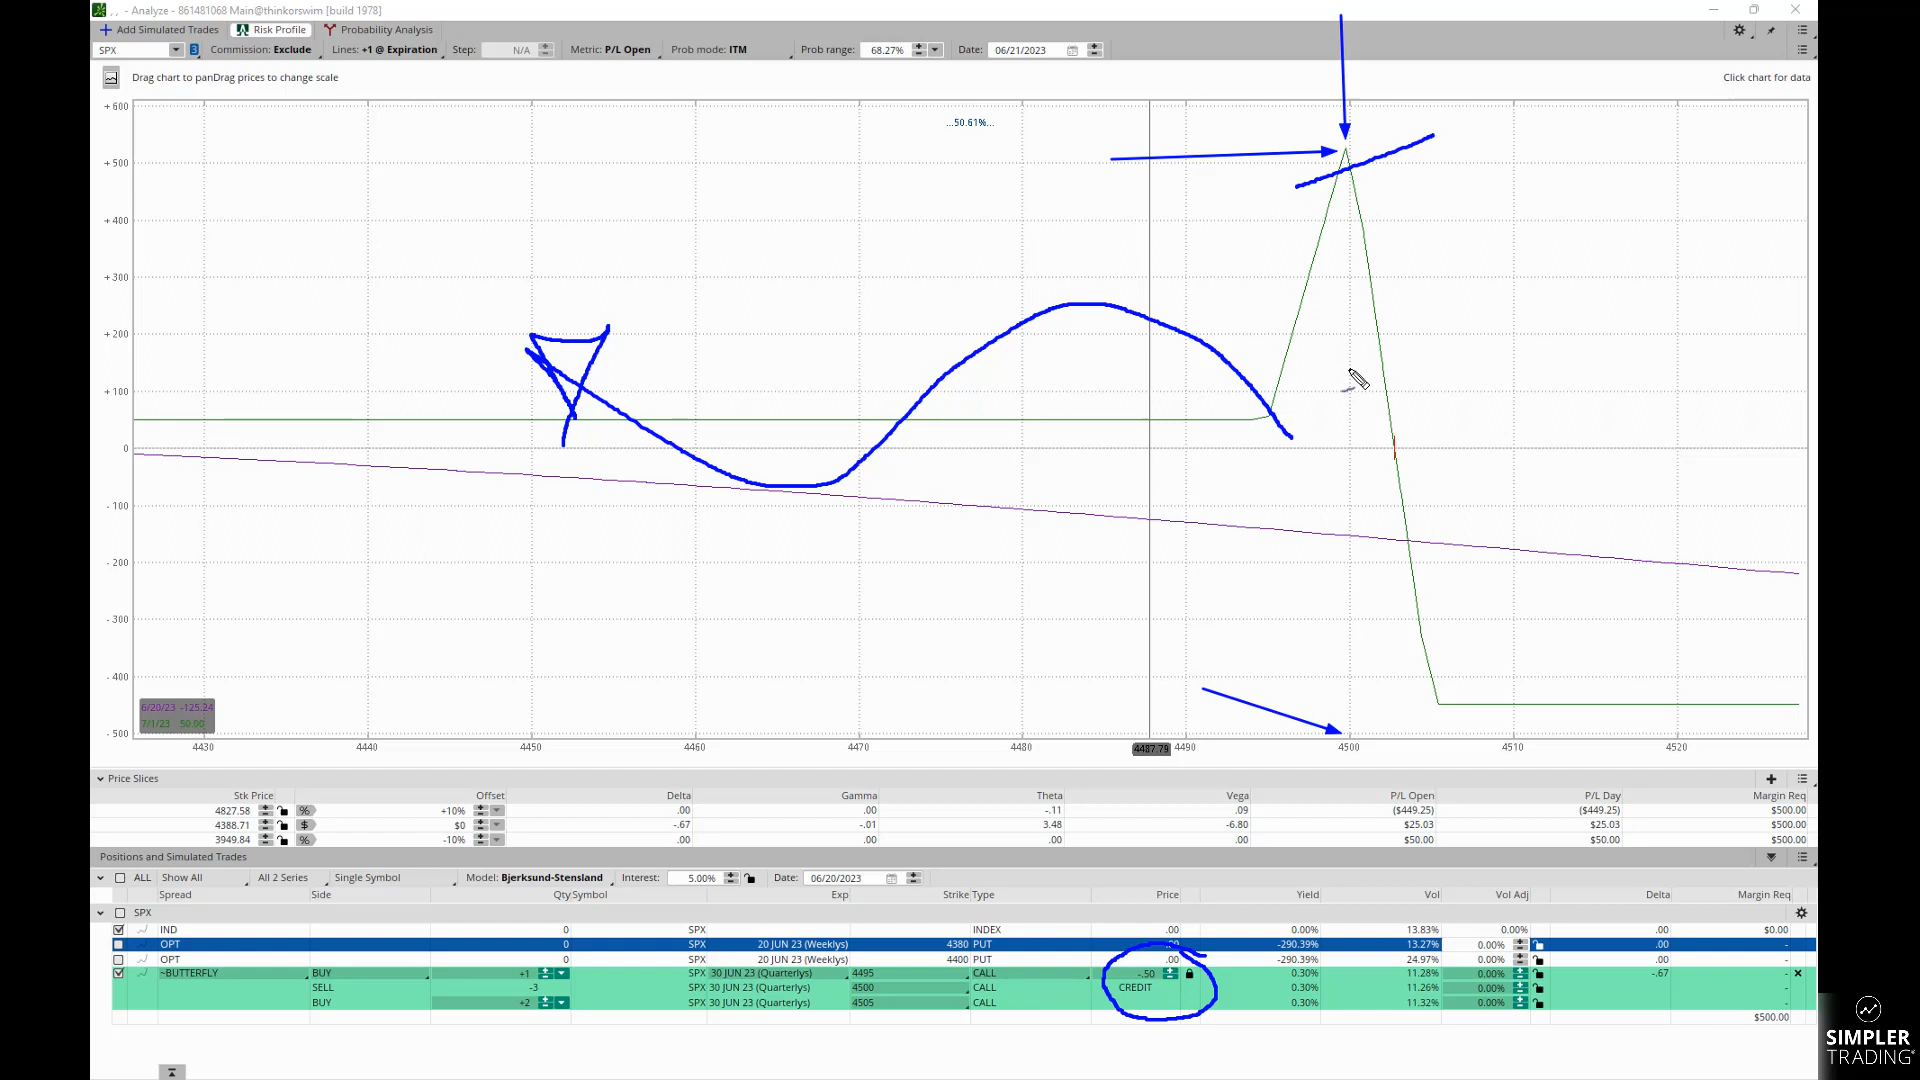 , , - Analyze - 861481068 Main@thinkorswim [build 1978]
Add Simulated Trades Risk Profile Probability Analysis
SPX 3 Commission: Exclude Lines: +1 @ Expiration Step: N/A Metric: P/L Open Prob mode: ITM Prob range: 68.27% Date: 06/21/2023
Drag chart to panDrag prices to change scale Click chart for data
+600
...50.61%...
+500
+400
+300
+200
+100
0
- 100
- 200
- 300
- 400
6/20/23 -125.24
7/1/23 50.00
- 500
4430 4440 4450 4460 4470 4480 4487.79 4490 4500 4510 4520
Price Slices
Stk Price Offset Delta Gamma Theta Vega P/L Open P/L Day Margin Req
4827.58 % +10% .00 .00 -.11 .09 ($449.25) ($449.25) $500.00
4388.71 $ $0 -.67 -.01 3.48 -6.80 $25.03 $25.03 $500.00
3949.84 % -10% .00 .00 .00 .00 $50.00 $50.00 $500.00
Positions and Simulated Trades
ALL Show All All 2 Series Single Symbol Model: Bjerksund-Stensland Interest: 5.00% Date: 06/20/2023
Spread Side Qty Symbol Exp Strike Type Price Yield Vol Vol Adj Delta Margin Req
SPX
IND 0 SPX INDEX .00 0.00% 13.83% 0.00% .00 $0.00
OPT 0 SPX 20 JUN 23 (Weeklys) 4380 PUT .00 -290.39% 13.27% 0.00% .00 -
OPT 0 SPX 20 JUN 23 (Weeklys) 4400 PUT .00 -290.39% 24.97% 0.00% .00 -
~BUTTERFLY BUY +1 SPX 30 JUN 23 (Quarterlys) 4495 CALL -.50 0.30% 11.28% 0.00% -.67 -
SELL -3 SPX 30 JUN 23 (Quarterlys) 4500 CALL CREDIT 0.30% 11.26% 0.00% -
BUY +2 SPX 30 JUN 23 (Quarterlys) 4505 CALL 0.30% 11.32% 0.00% -
$500.00
SIMPLER
TRADING